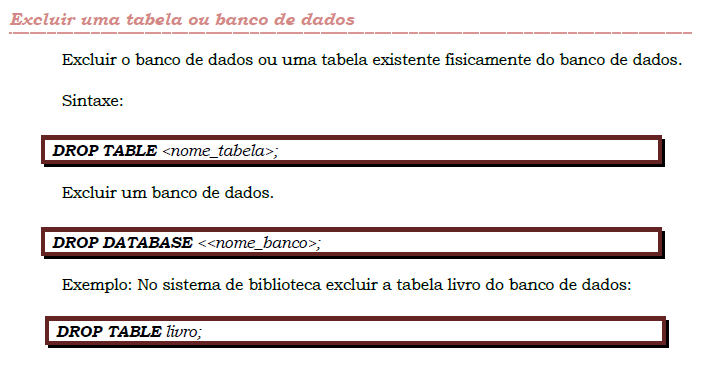 Excluir uma tabela ou banco de dados
Excluir o banco de dados ou uma tabela existente fisicamente do banco de dados.
Sintaxe:
DROP TABLE <nome_tabela>;
Excluir um banco de dados.
DROP DATABASE <<nome_banco>;
Exemplo: No sistema de biblioteca excluir a tabela livro do banco de dados:
DROP TABLE livro;